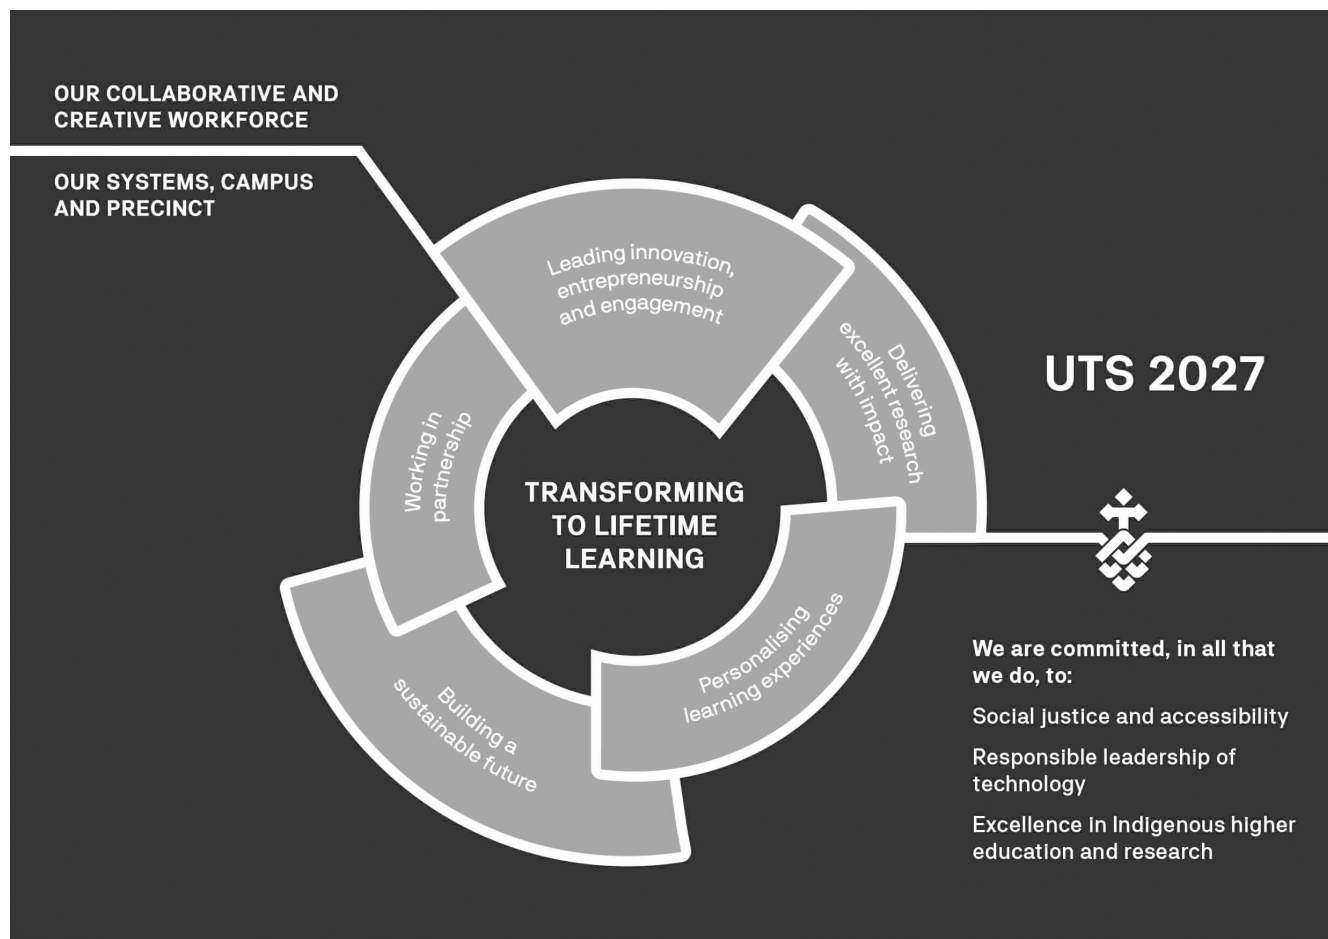 OUR COLLABORATIVE AND
CREATIVE WORKFORCE
OUR SYSTEMS, CAMPUS
AND PRECINCT
Leading innovation,
entrepreneurship
and engagement
Delivering
excellent research
with impact
Working in
partnership
TRANSFORMING
TO LIFETIME
LEARNING
Personalising
learning experiences
Building a
sustainable future
UTS 2027
We are committed, in all that
we do, to:
Social justice and accessibility
Responsible leadership of
technology
Excellence in Indigenous higher
education and research